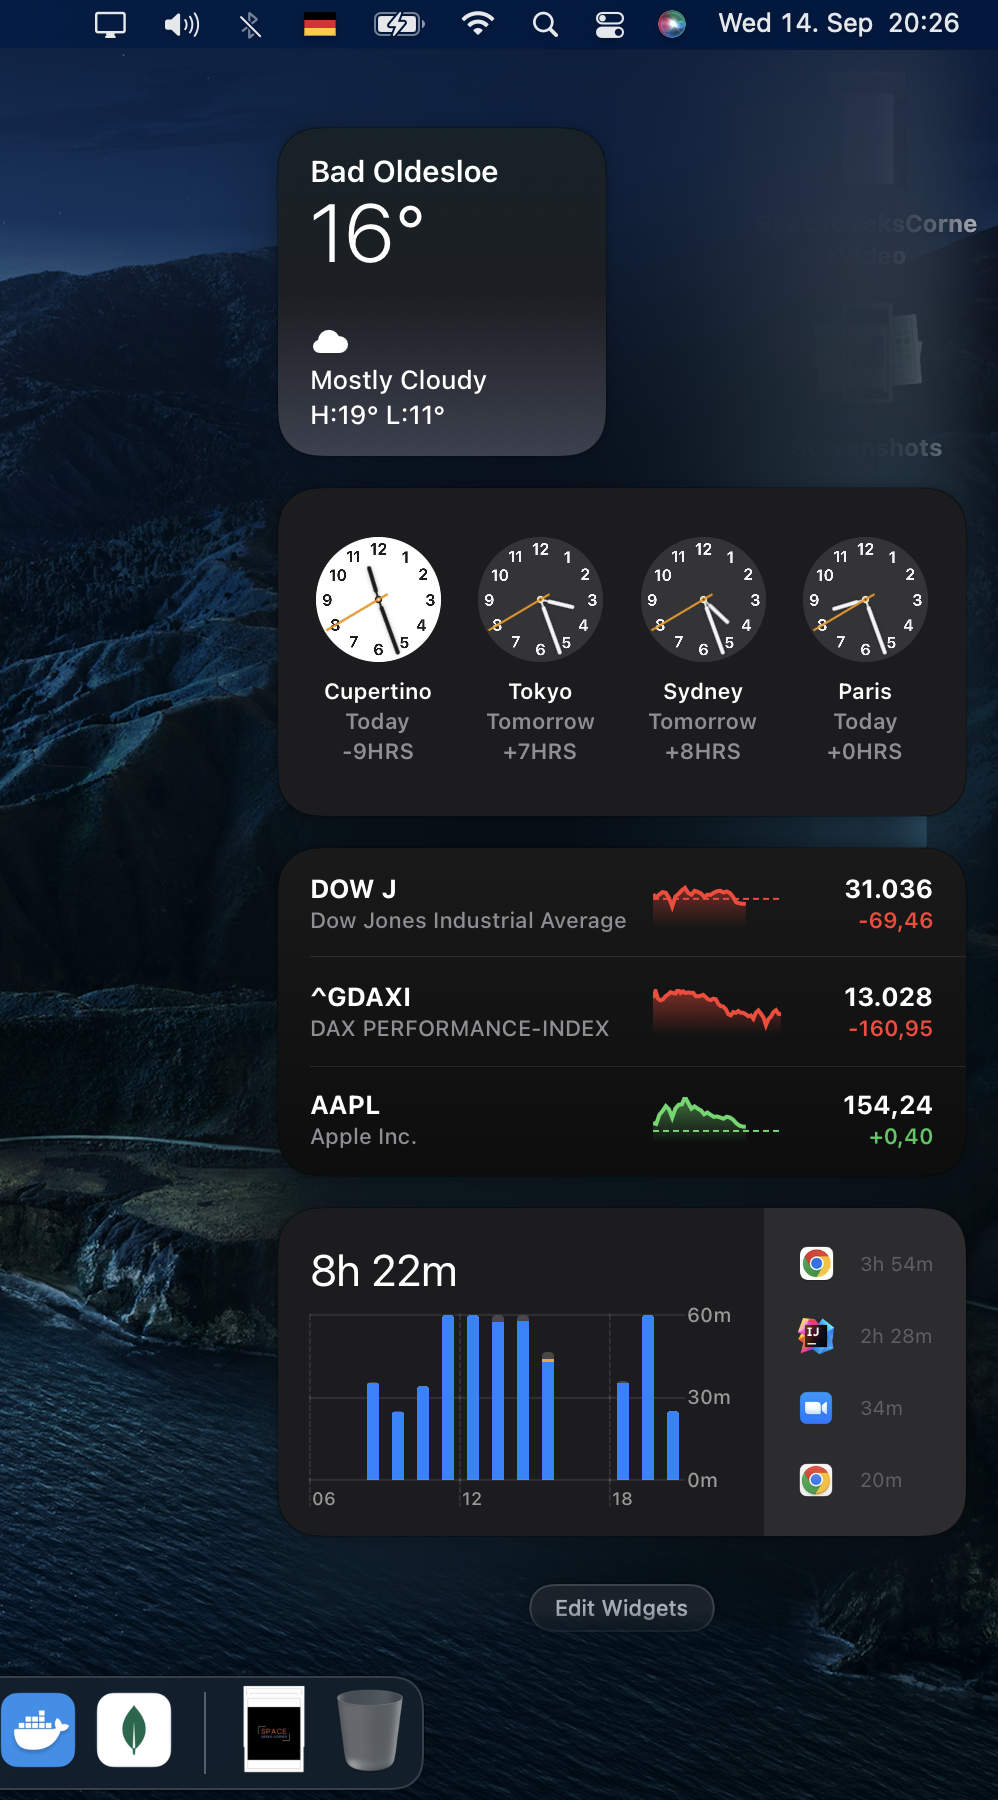 Wed 14. Sep 20:26
Bad Oldesloe
16°
Mostly Cloudy
H:19° L:11°
Corne
Video
Screenshots
12 1 2 3 4 5 6 7 8 9 10 11
12 1 2 3 4 5 6 7 8 9 10 11
12 1 2 3 4 5 6 7 8 9 10 11
12 1 2 3 4 5 6 7 8 9 10 11
Cupertino
Today
-9HRS
Tokyo
Tomorrow
+7HRS
Sydney
Tomorrow
+8HRS
Paris
Today
+0HRS
DOW J
Dow Jones Industrial Average
31.036
-69,46
^GDAXI
DAX PERFORMANCE-INDEX
13.028
-160,95
AAPL
Apple Inc.
154,24
+0,40
8h 22m
60m
30m
0m
06
12
18
3h 54m
IJ
2h 28m
34m
20m
Edit Widgets
SPACE